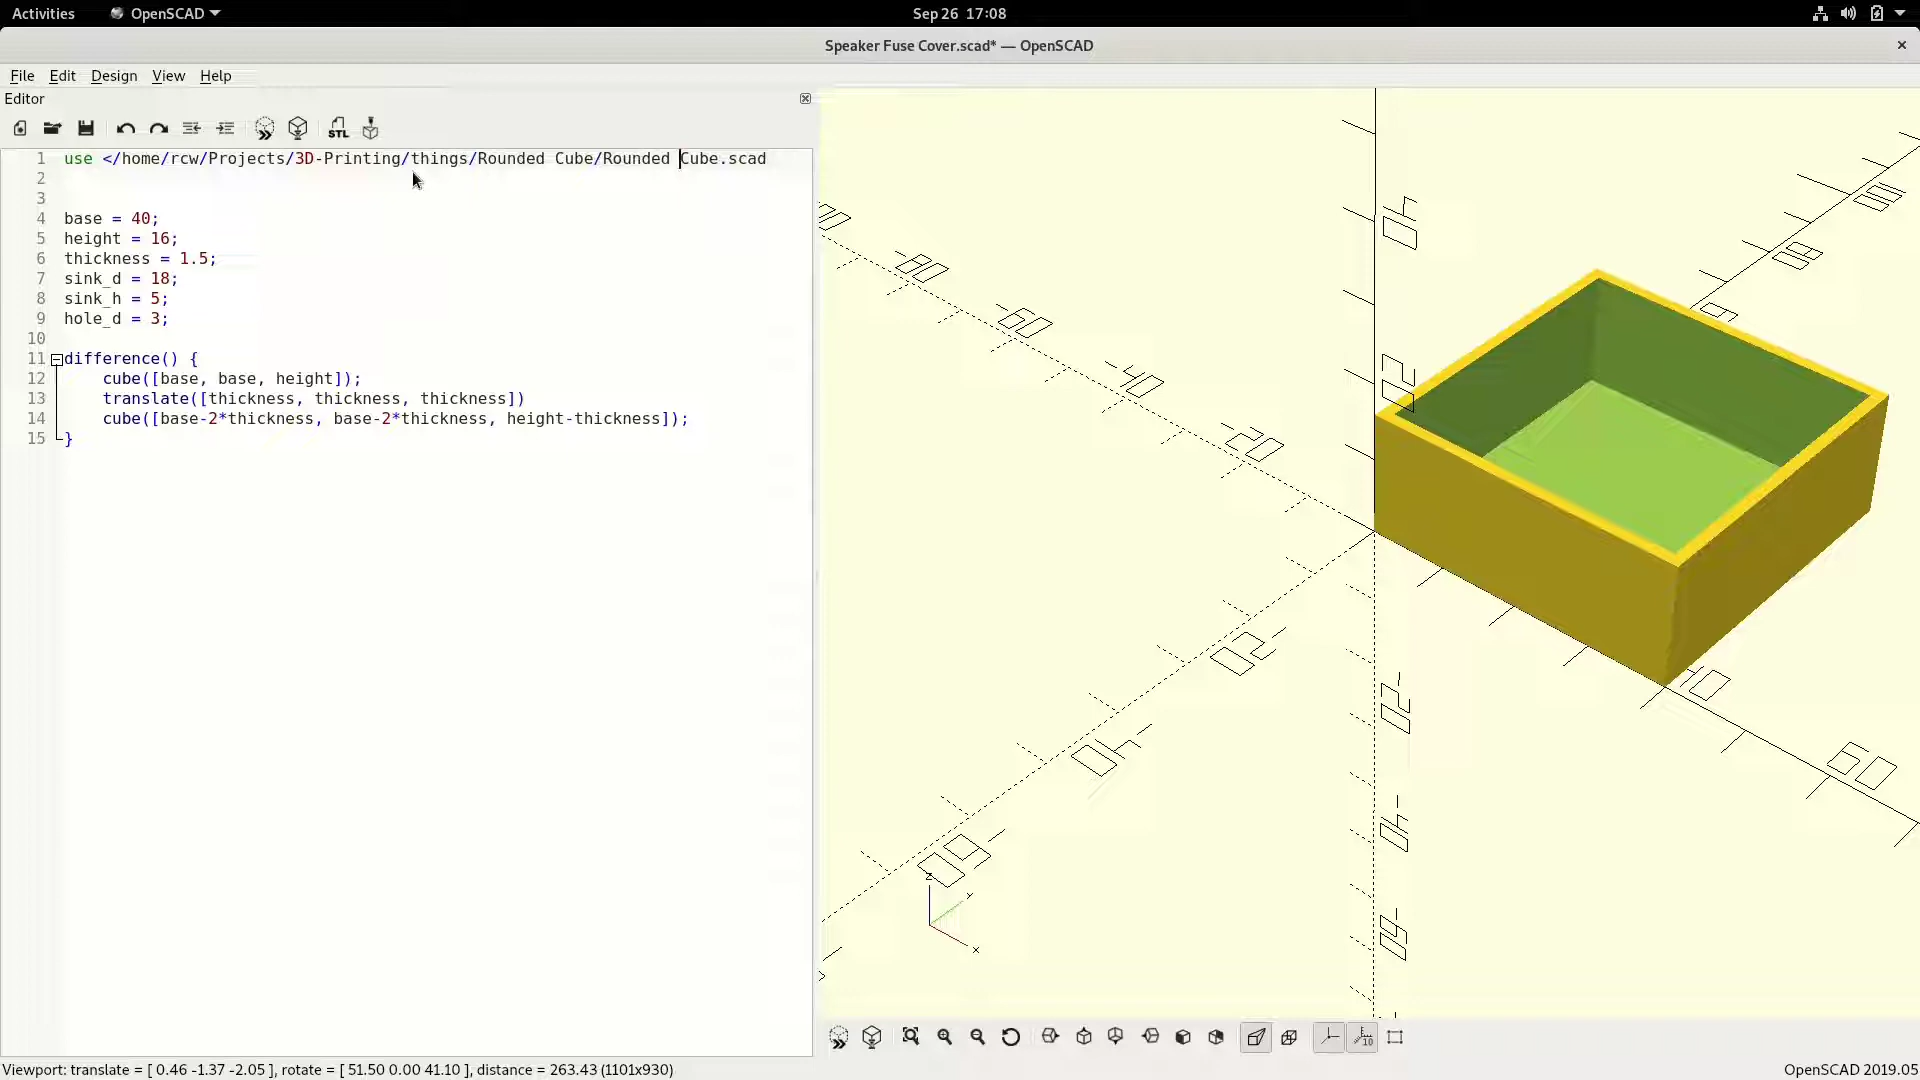 Activities OpenSCAD Sep 26 17:08
Speaker Fuse Cover.scad* — OpenSCAD
File Edit Design View Help
Editor
STL
1 use </home/rcw/Projects/3D-Printing/things/Rounded Cube/Rounded Cube.scad
2
3
4 base = 40;
5 height = 16;
6 thickness = 1.5;
7 sink_d = 18;
8 sink_h = 5;
9 hole_d = 3;
10
11 difference() {
12 cube([base, base, height]);
13 translate([thickness, thickness, thickness])
14 cube([base-2*thickness, base-2*thickness, height-thickness]);
15 }
z
x
10
Viewport: translate = [ 0.46 -1.37 -2.05 ], rotate = [ 51.50 0.00 41.10 ], distance = 263.43 (1101x930)
OpenSCAD 2019.05